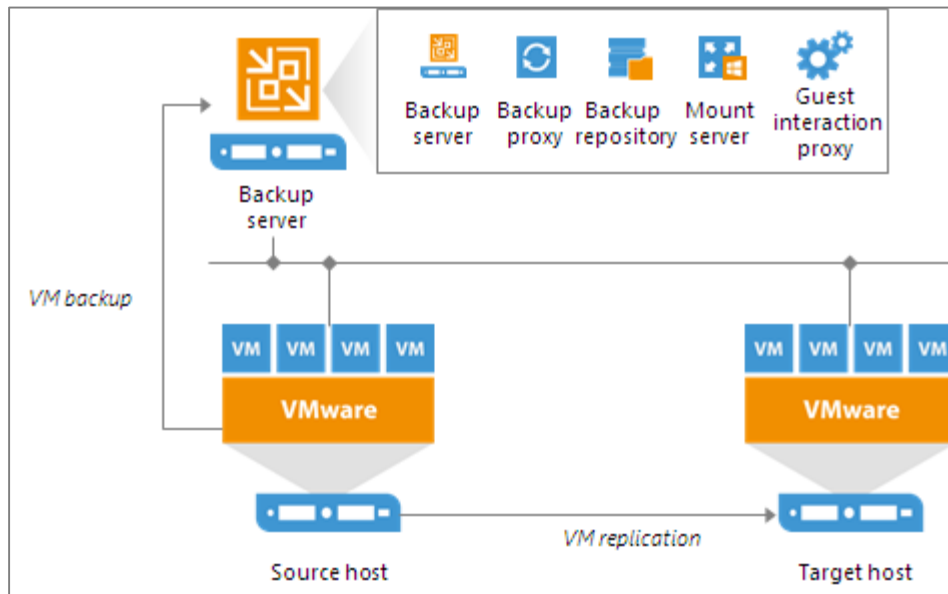 Backup
server
Backup
proxy
Backup
repository
Mount
server
Guest
interaction
proxy
Backup
server
VM backup
VM VM VM VM
VM VM VM VM
VMware
VMware
VM replication
Source host
Target host